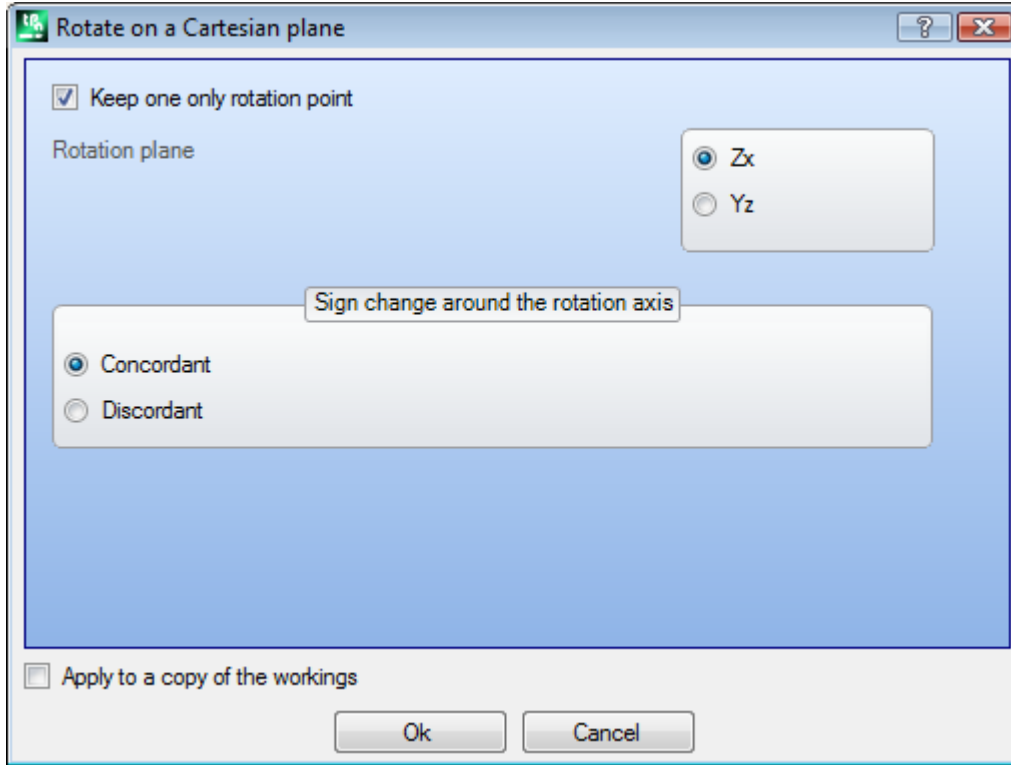 Rotate on a Cartesian plane
Keep one only rotation point
Rotation plane
Zx
Yz
Sign change around the rotation axis
Concordant
Discordant
Apply to a copy of the workings
Ok
Cancel